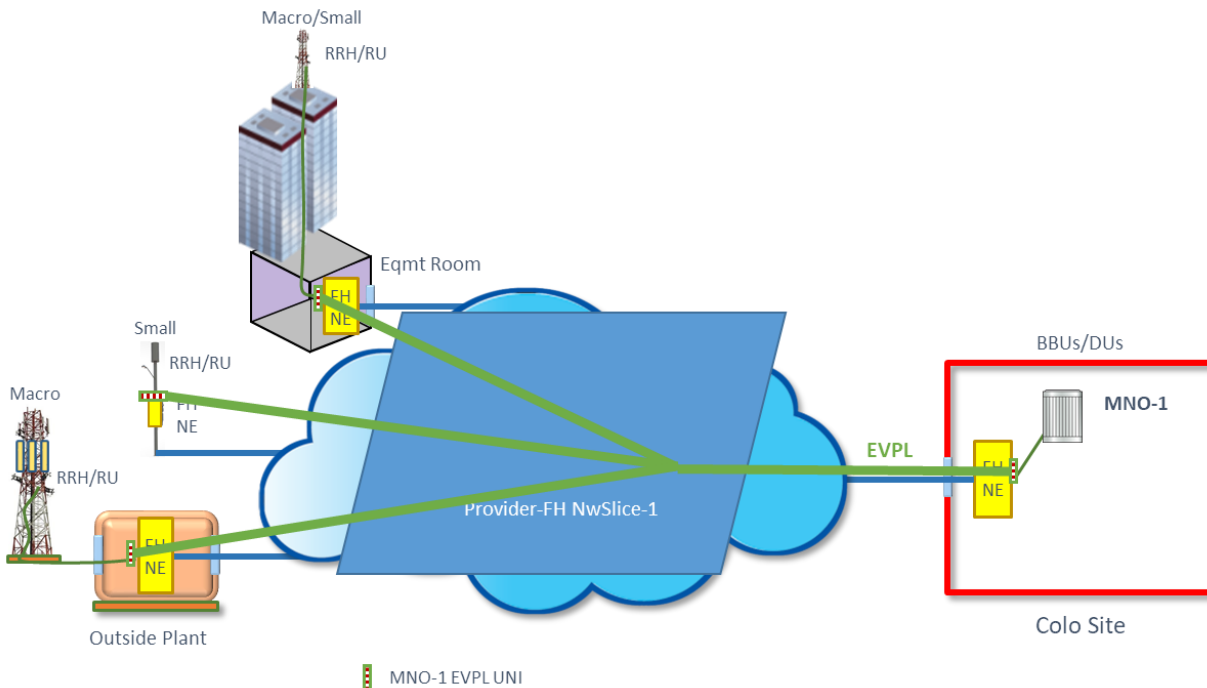 Macro/Small
RRH/RU
Eqmt Room
FH
NE
Small
RRH/RU
FH
NE
Macro
RRH/RU
FH
NE
Outside Plant
Provider-FH NwSlice-1
EVPL
BBUs/DUs
MNO-1
FH
NE
Colo Site
MNO-1 EVPL UNI